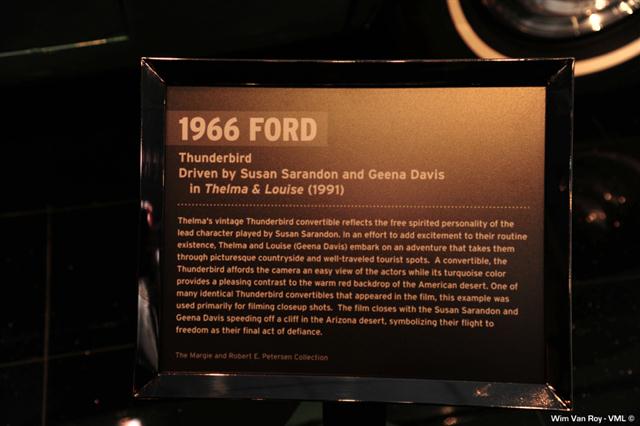 1966 FORD
Thunderbird
Driven by Susan Sarandon and Geena Davis
in Thelma & Louise (1991)
Thelma's vintage Thunderbird convertible reflects the free spirited personality of the
lead character played by Susan Sarandon. In an effort to add excitement to their routine
existence, Thelma and Louise (Geena Davis) embark on an adventure that takes them
through picturesque countryside and well-traveled tourist spots. A convertible, the
Thunderbird affords the camera an easy view of the actors while its turquoise color
provides a pleasing contrast to the warm red backdrop of the American desert. One of
many identical Thunderbird convertibles that appeared in the film, this example was
used primarily for filming closeup shots. The film closes with the Susan Sarandon and
Geena Davis speeding off a cliff in the Arizona desert, symbolizing their flight to
freedom as their final act of defiance.
The Margie and Robert E. Petersen Collection
Wim Van Roy - VML ©